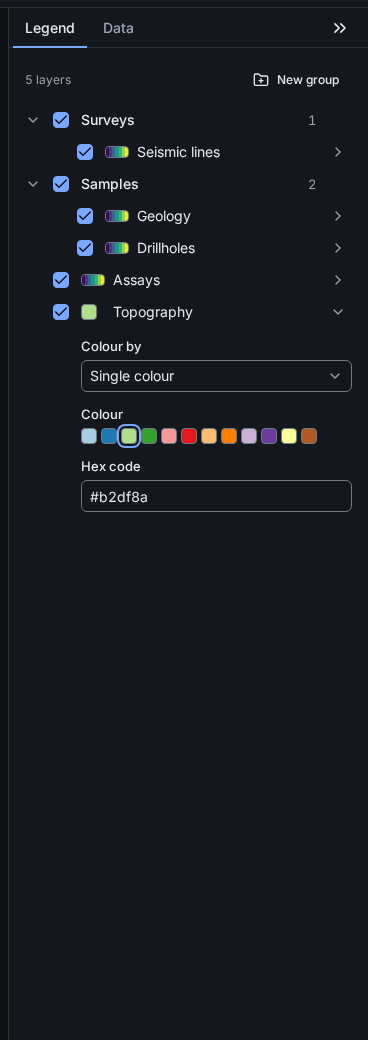 Legend Data
5 layers New group
Surveys 1
Seismic lines
Samples 2
Geology
Drillholes
Assays
Topography
Colour by
Single colour
Colour
Hex code
#b2df8a